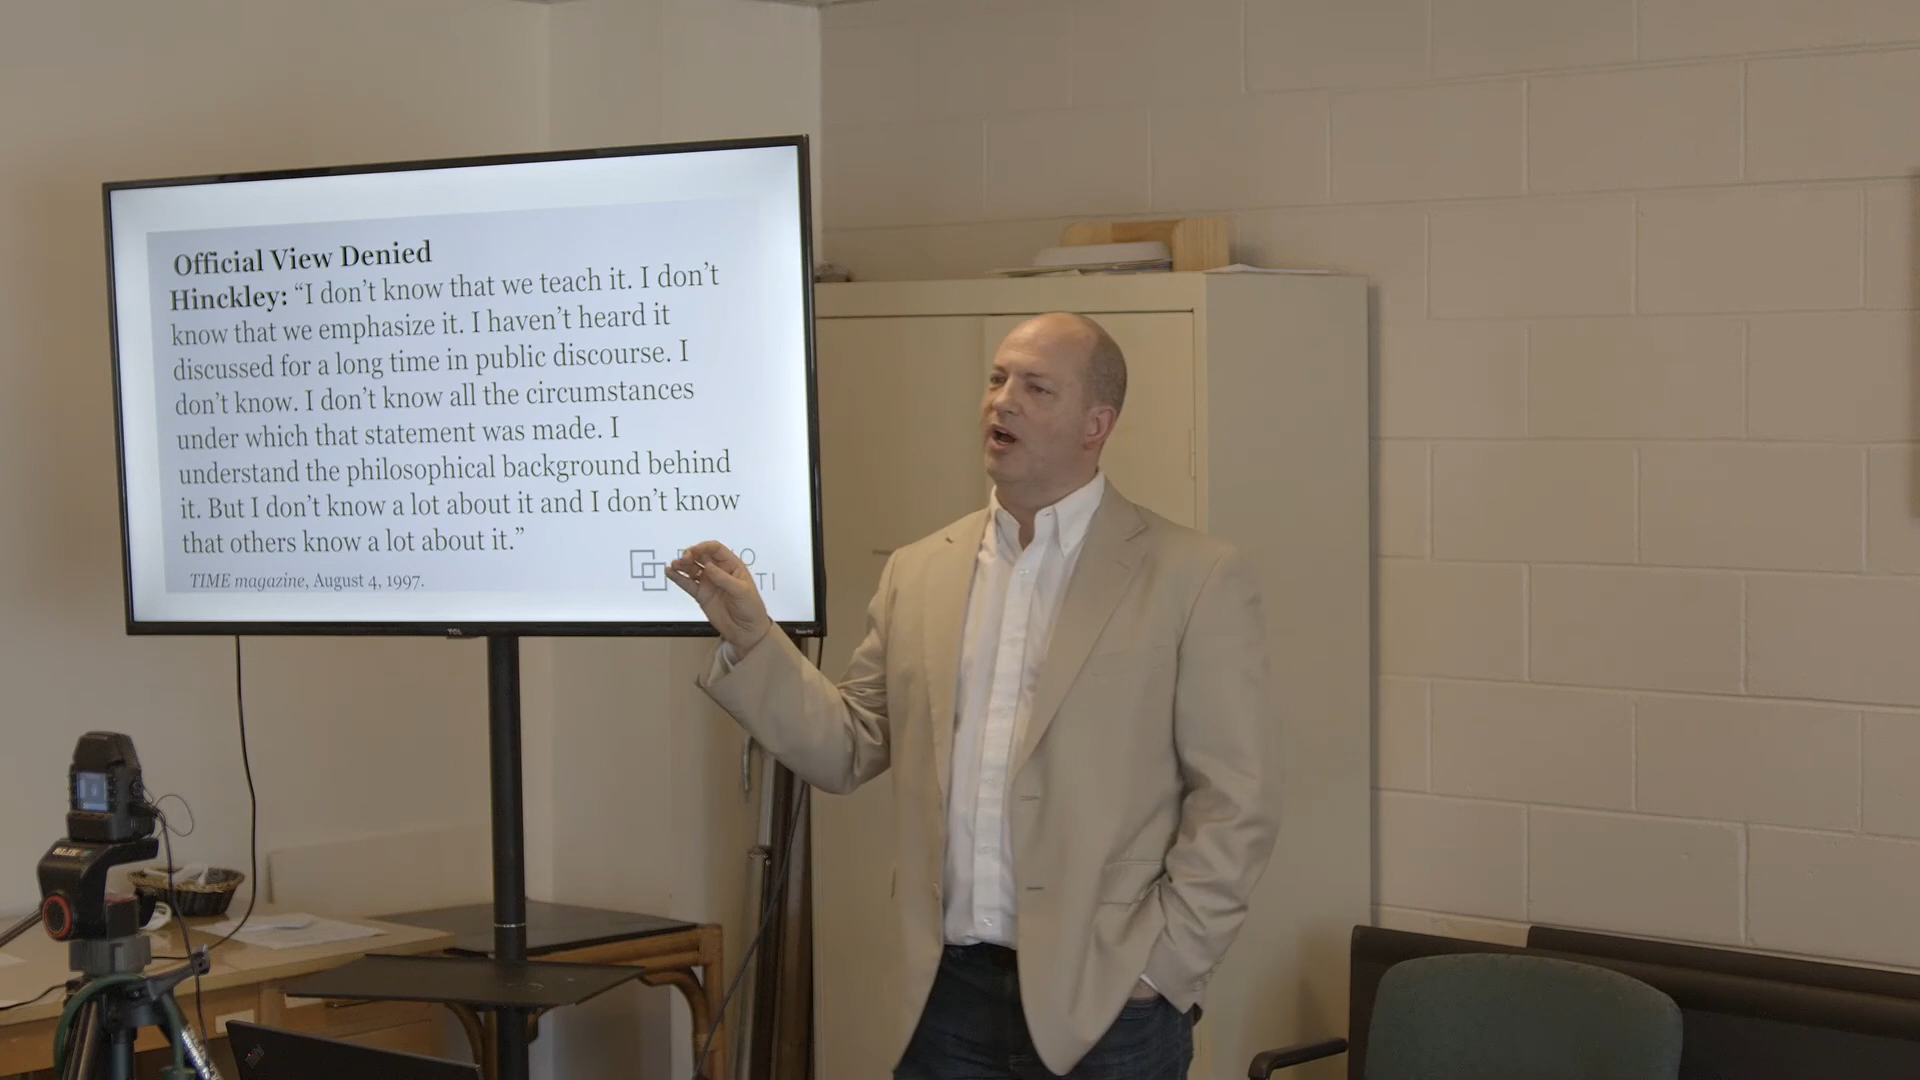 Official View Denied
Hinckley: “I don’t know that we teach it. I don’t
know that we emphasize it. I haven’t heard it
discussed for a long time in public discourse. I
don’t know. I don’t know all the circumstances
under which that statement was made. I
understand the philosophical background behind
it. But I don’t know a lot about it and I don’t know
that others know a lot about it.”
TIME magazine, August 4, 1997.
TCL